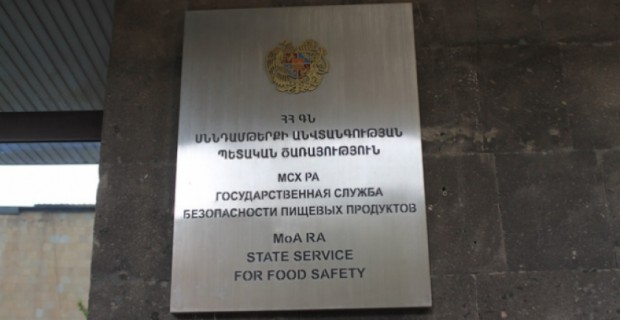 ՀՀ ԳՆ
ՍՆՆԴԱՄԹԵՐՔԻ ԱՆՎՏԱՆԳՈՒԹՅԱՆ
ՊԵՏԱԿԱՆ ԾԱՌԱՅՈՒԹՅՈՒՆ
МСХ РА
ГОСУДАРСТВЕННАЯ СЛУЖБА
БЕЗОПАСНОСТИ ПИЩЕВЫХ ПРОДУКТОВ
MoA RA
STATE SERVICE
FOR FOOD SAFETY